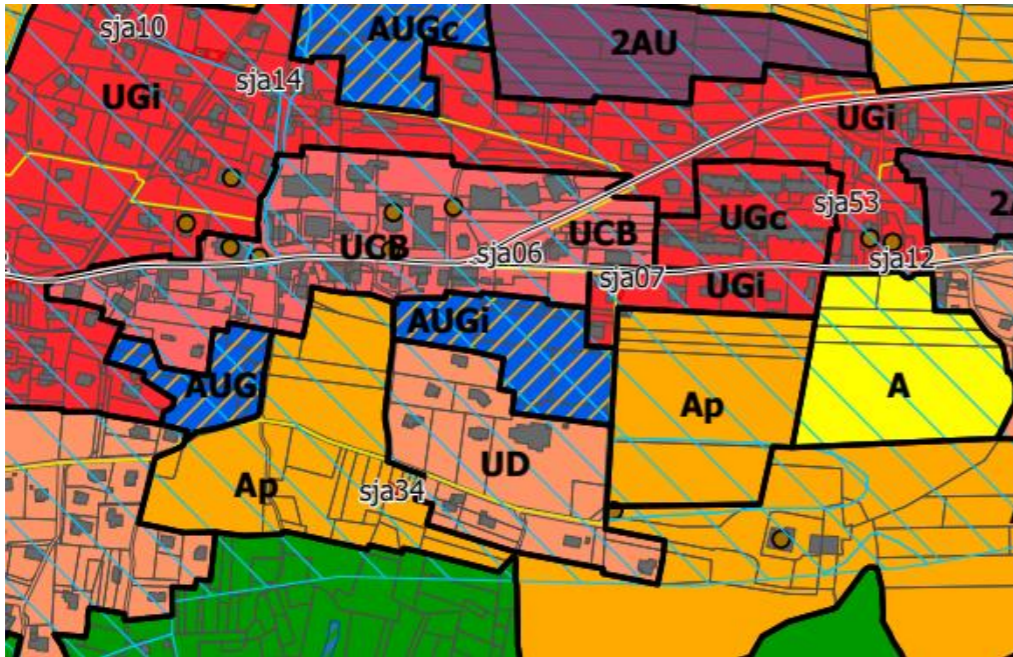 sja10
AUGc
2AU
UGi
sja14
UGi
UGc
sja53
2A
UCB
UCB
sja06
sja12
sja07
UGi
AUGi
AUG
A
Ap
UD
Ap
sja34